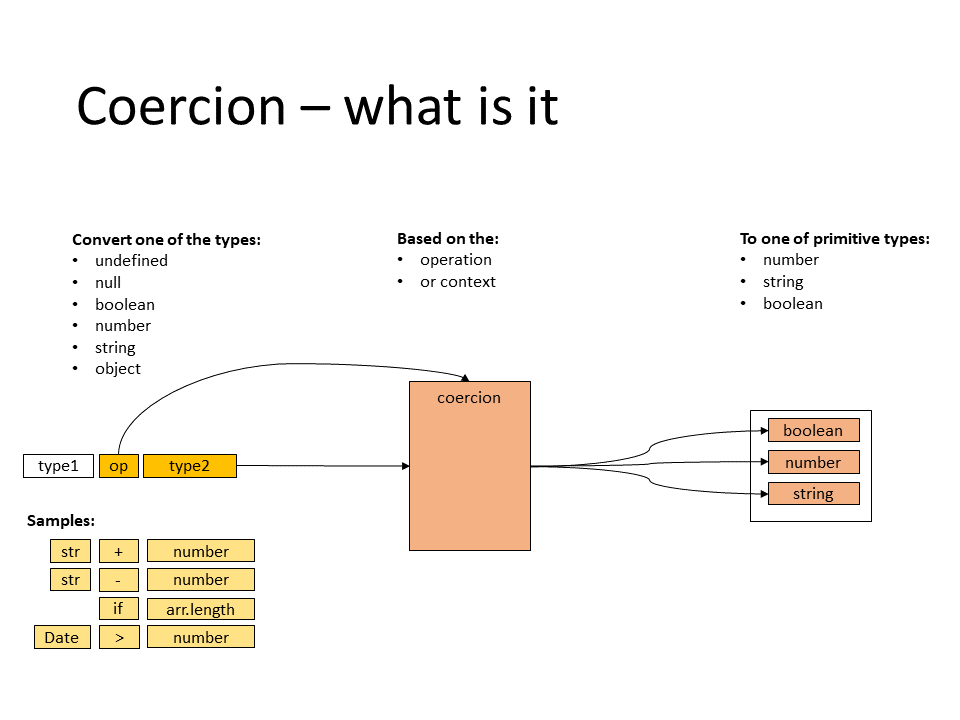 Coercion – what is it
Convert one of the types:
• undefined
• null
• boolean
• number
• string
• object
Based on the:
• operation
• or context
To one of primitive types:
• number
• string
• boolean
coercion
type1 op type2
boolean
number
string
Samples:
str + number
str - number
if arr.length
Date > number